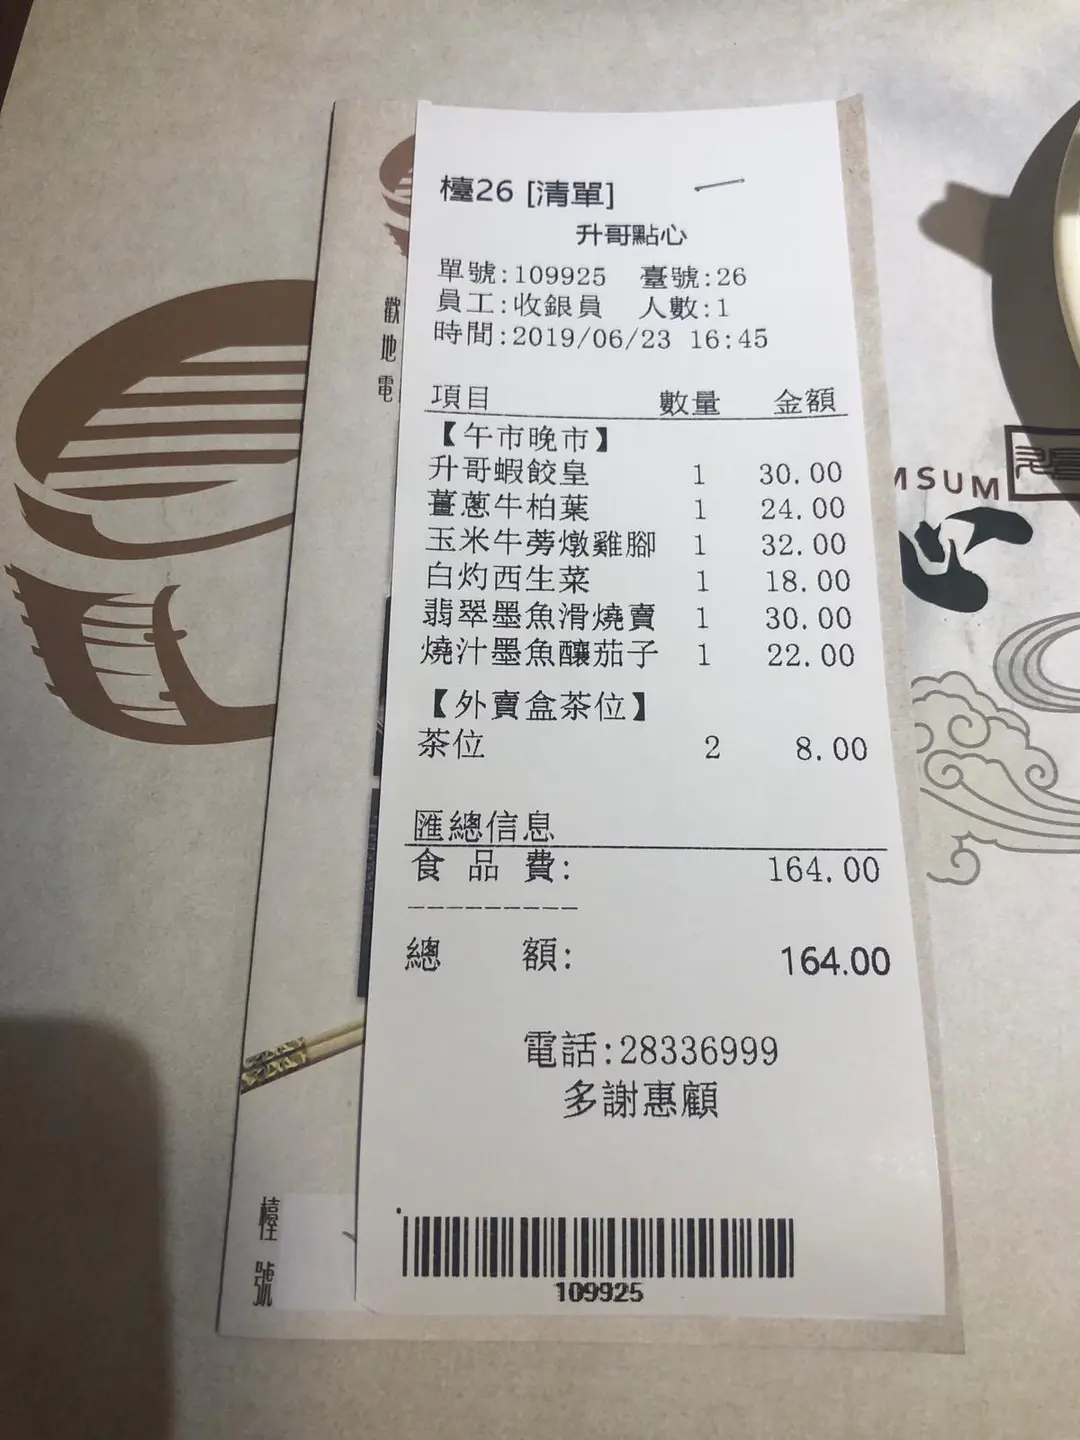 檯26 [清單]
升哥點心
單號:109925 臺號:26
員工:收銀員 人數:1
時間:2019/06/23 16:45
項目 數量 金額
【午市晚市】
升哥蝦餃皇 1 30.00
薑蔥牛柏葉 1 24.00
玉米牛蒡燉雞腳 1 32.00
白灼西生菜 1 18.00
翡翠墨魚滑燒賣 1 30.00
燒汁墨魚釀茄子 1 22.00
【外賣盒茶位】
茶位 2 8.00
匯總信息
食 品 費: 164.00
---------
總 額: 164.00
電話:28336999
多謝惠顧
109925
歡
地
電
檯號
MSUM
心